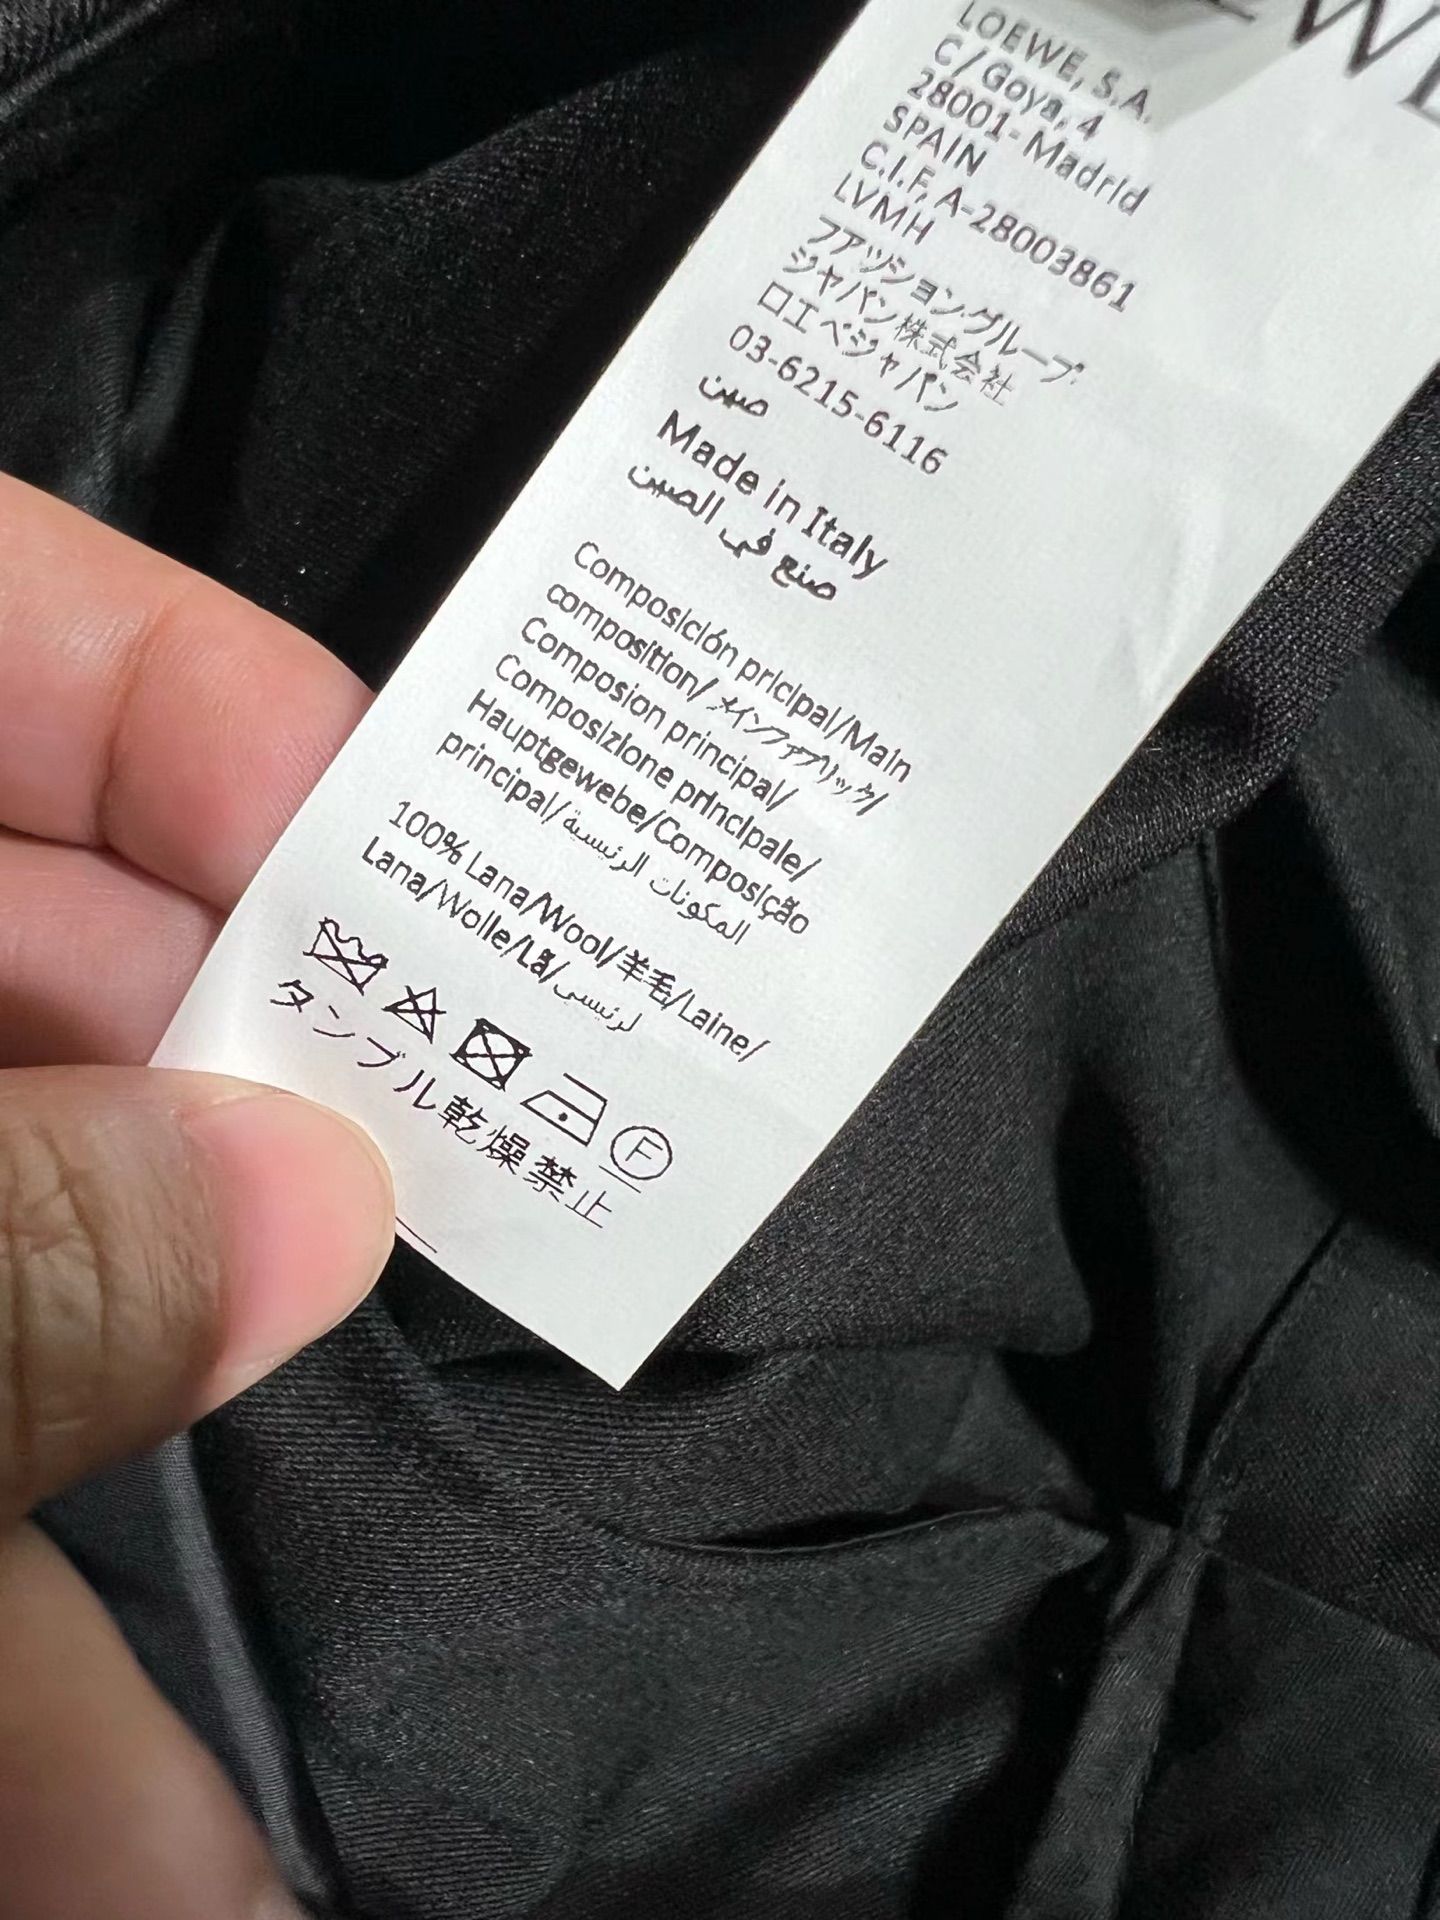 LOEWE, S.A.
C/Goya, 4
28001- Madrid
SPAIN
C.I.F, A-28003861
LVMH
ファッション.グループ
ジャパン株式会社
ロエベジャパン
03-6215-6116
صين
Made in Italy
صنع في الصين
Composición pricipal/Main
composition/メインファブリック/
Composion principal/
Composizione principale/
Hauptgewebe/Composição
principal/المكونات الرئيسية
100% Lana/Wool/羊毛/Laine/
Lana/Wolle/Lã/لرئيسى
F
タンブル乾燥禁止